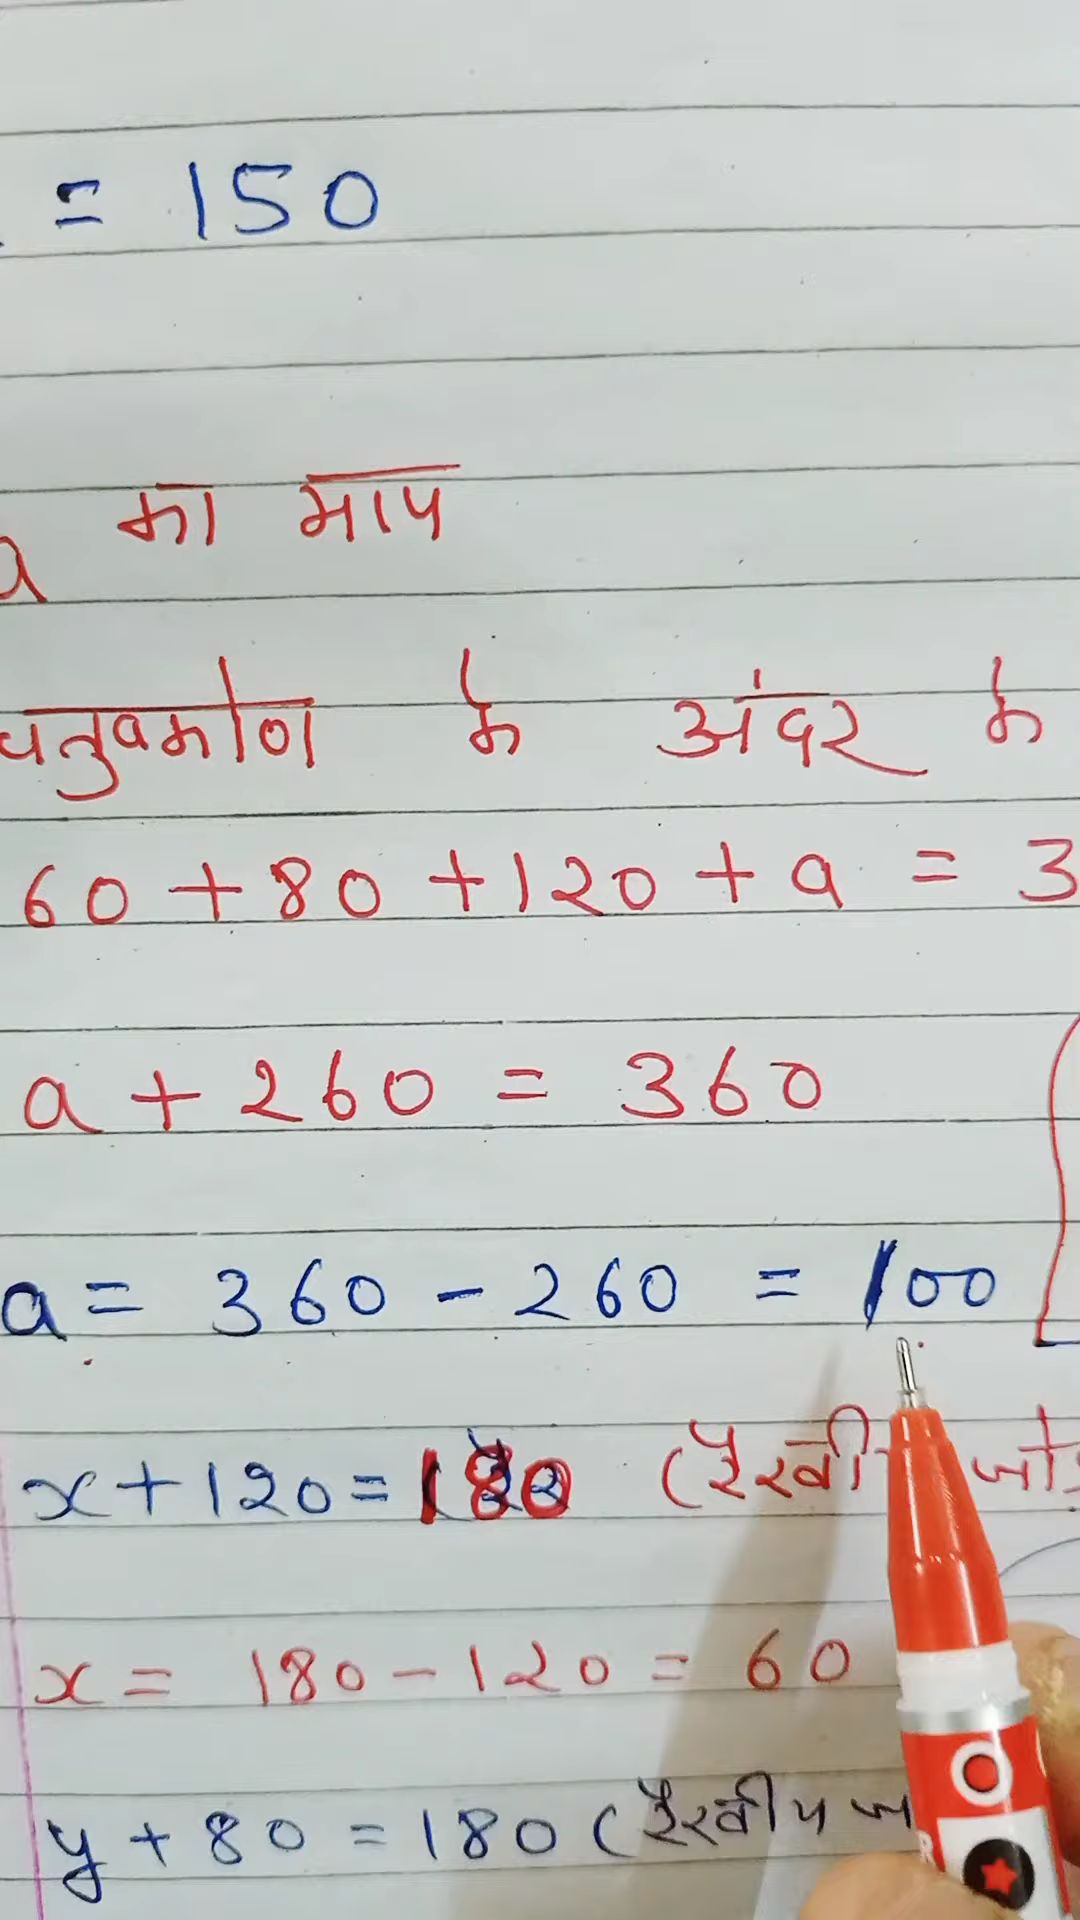 = 150
a का माप
चतुष्कोण के अंदर के
60 + 80 + 120 + a = 3
a + 260 = 360
a = 360 - 260 = 100
x + 120 = 180 (रैखी
x = 180 - 120 = 60
y + 80 = 180 (रैखीय ज